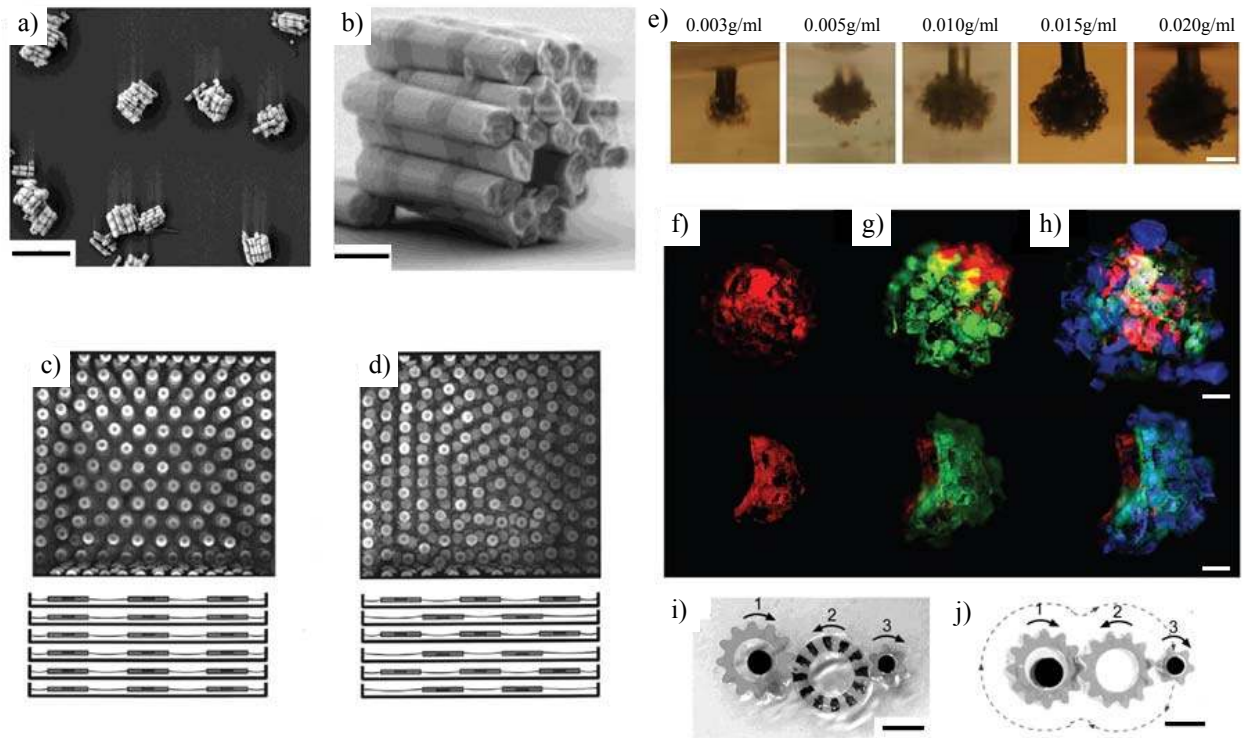 a)
b)
e)
0.003g/ml 0.005g/ml 0.010g/ml 0.015g/ml 0.020g/ml
f)
g)
h)
c)
d)
i)
1
2
3
j)
1
2
3